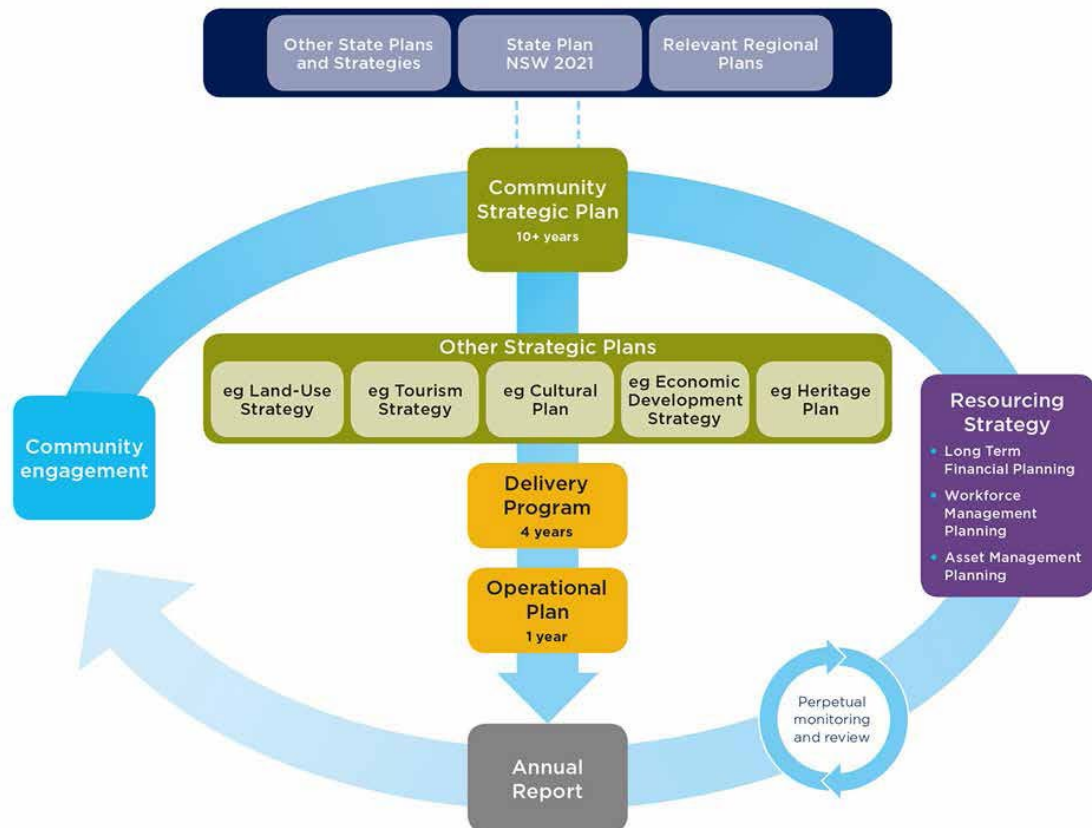 Other State Plans
and Strategies
State Plan
NSW 2021
Relevant Regional
Plans
Community
Strategic Plan
10+ years
Other Strategic Plans
eg Land-Use
Strategy
eg Tourism
Strategy
eg Cultural
Plan
eg Economic
Development
Strategy
eg Heritage
Plan
Community
engagement
Resourcing
Strategy
• Long Term
Financial Planning
• Workforce
Management
Planning
• Asset Management
Planning
Delivery
Program
4 years
Operational
Plan
1 year
Perpetual
monitoring
and review
Annual
Report